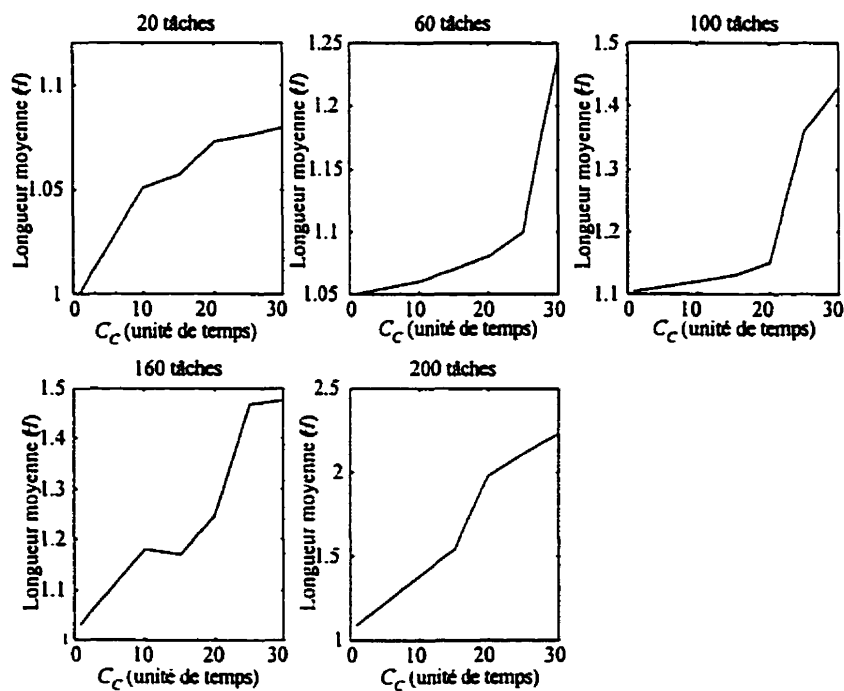 20 tâches
Longueur moyenne (H)
1.1
1.05
1
0 10 20 30
C_C (unité de temps)
60 tâches
Longueur moyenne (H)
1.25
1.2
1.15
1.1
1.05
0 10 20 30
C_C (unité de temps)
100 tâches
Longueur moyenne (H)
1.5
1.4
1.3
1.2
1.1
0 10 20 30
C_C (unité de temps)
160 tâches
Longueur moyenne (H)
1.5
1.4
1.3
1.2
1.1
1
0 10 20 30
C_C (unité de temps)
200 tâches
Longueur moyenne (H)
2.5
2
1.5
1
0 10 20 30
C_C (unité de temps)